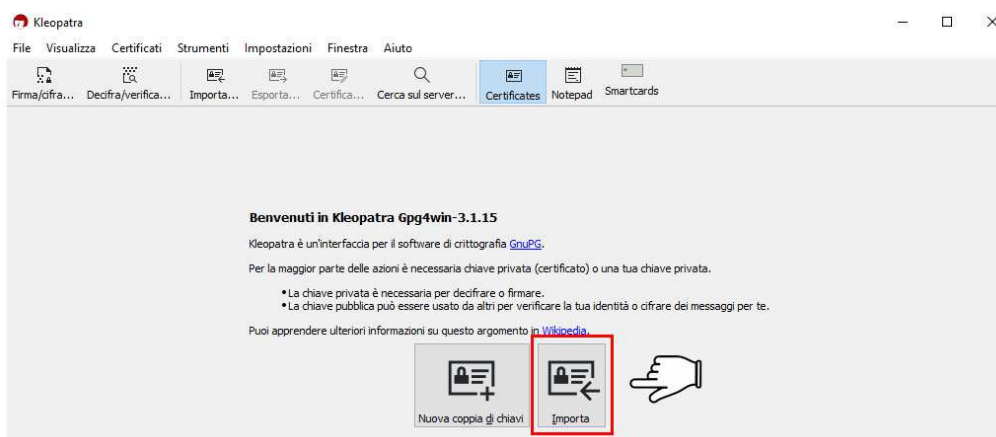 Kleopatra
File Visualizza Certificati Strumenti Impostazioni Finestra Aiuto
Firma/cifra... Decifra/verifica... Importa... Esporta... Certifica... Cerca sul server... Certificates Notepad Smartcards
Benvenuti in Kleopatra Gpg4win-3.1.15
Kleopatra è un'interfaccia per il software di crittografia GnuPG.
Per la maggior parte delle azioni è necessaria chiave privata (certificato) o una tua chiave privata.
•La chiave privata è necessaria per decifrare o firmare.
•La chiave pubblica può essere usato da altri per verificare la tua identità o cifrare dei messaggi per te.
Puoi apprendere ulteriori informazioni su questo argomento in Wikipedia.
Nuova coppia di chiavi Importa